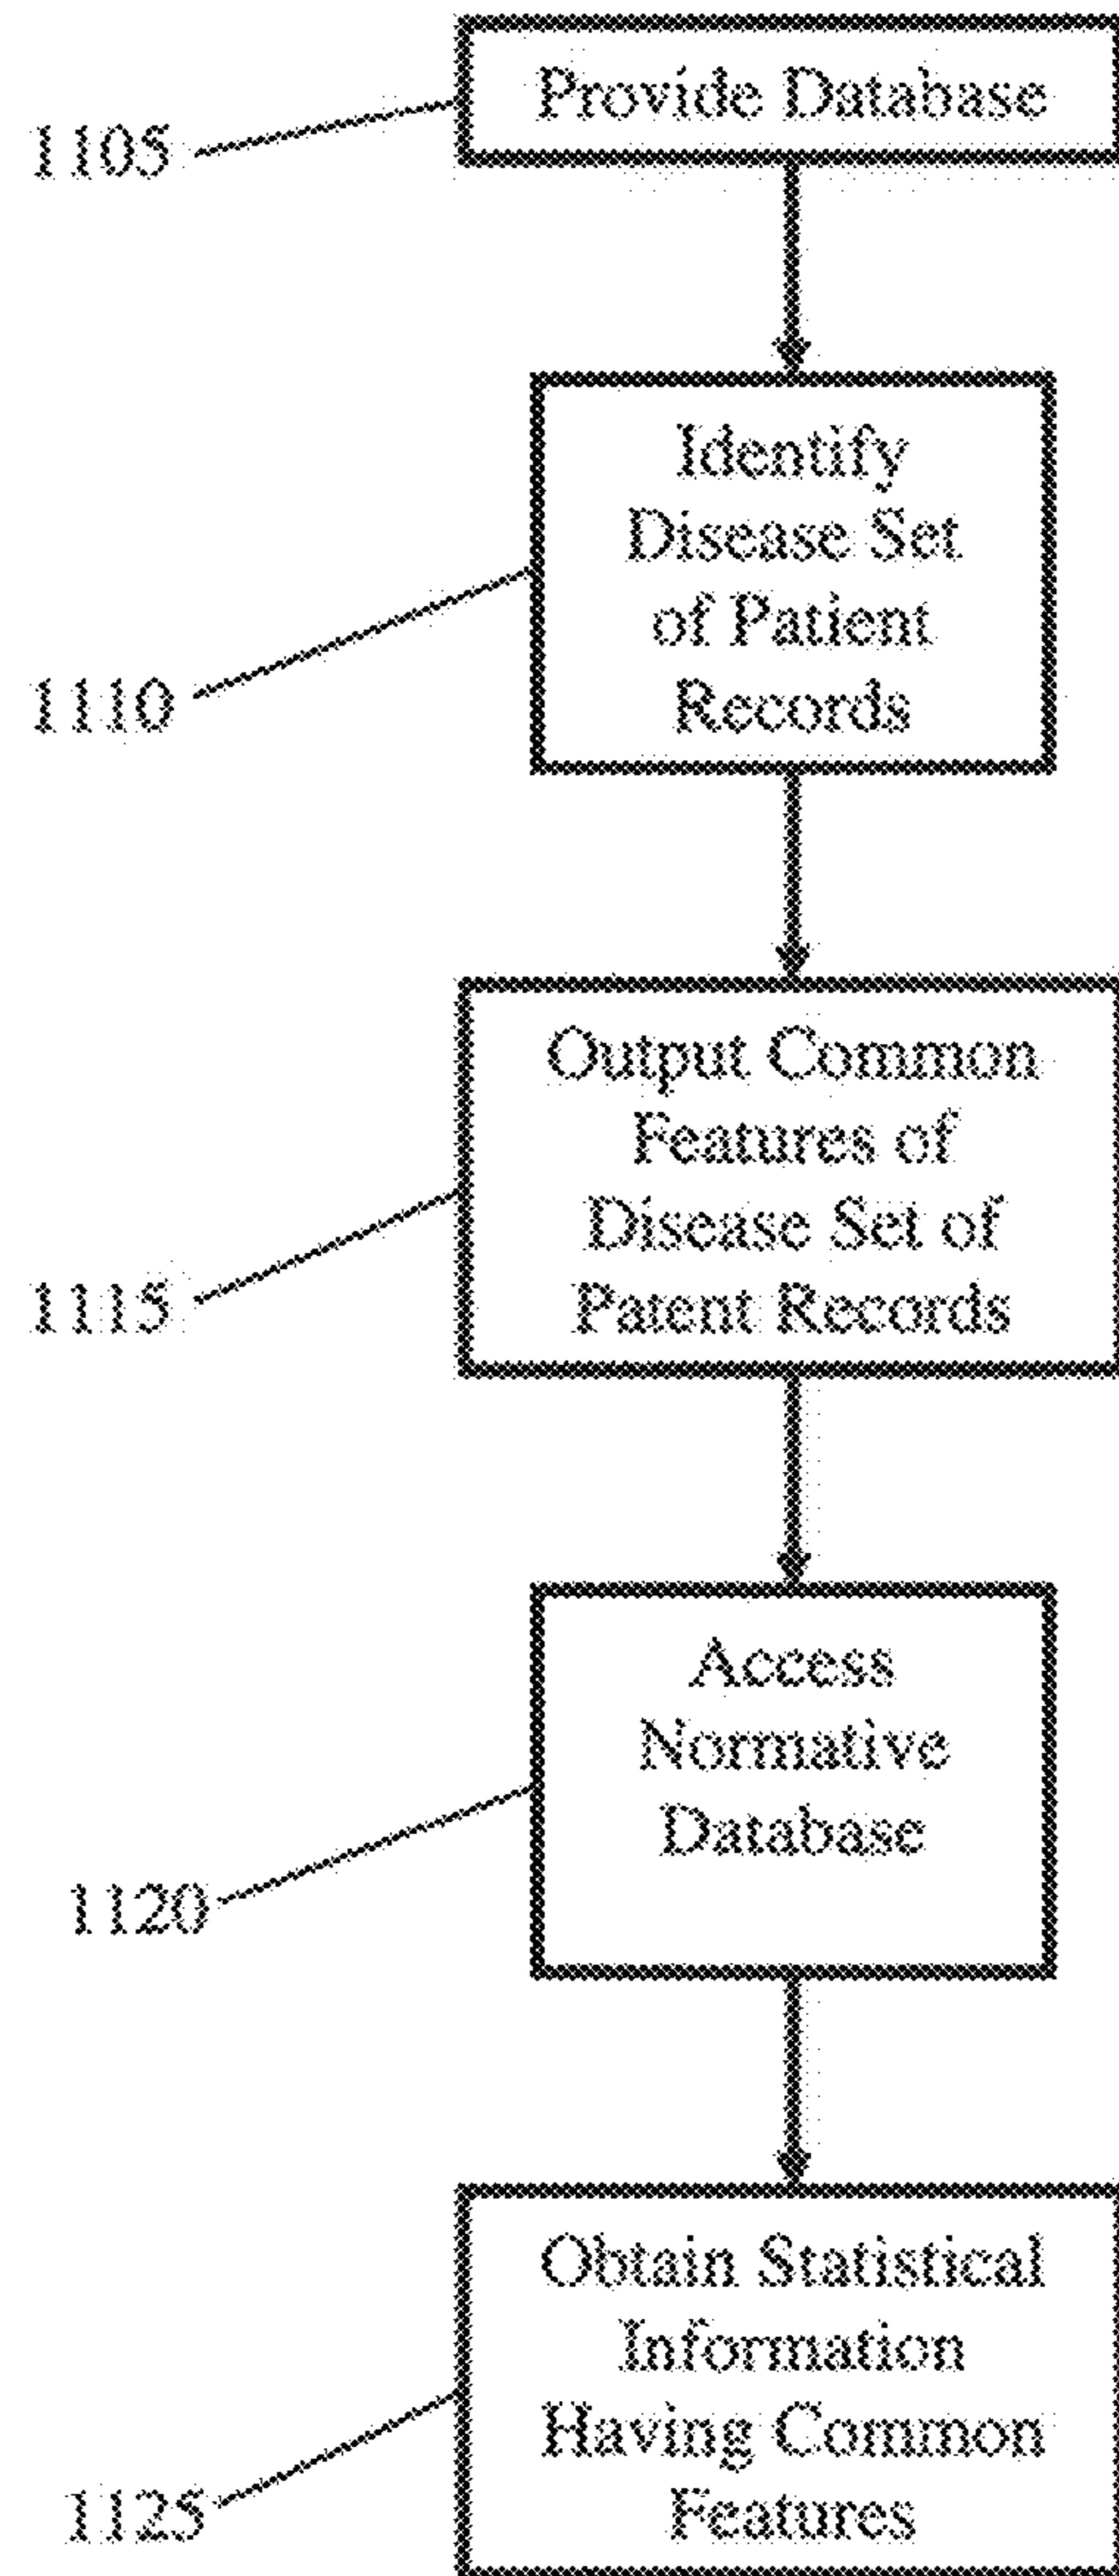 Provide Database
1105
Identify
Disease Set
of Patient
Records
1110
Output Common
Features of
Disease Set of
Patent Records
1115
Access
Normative
Database
1120
Obtain Statistical
Information
Having Common
Features
1125